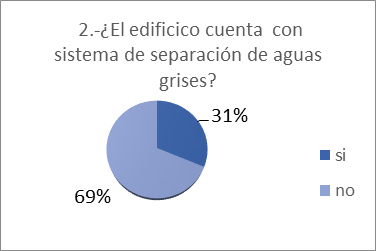 2.-¿El edificico cuenta con
sistema de separación de aguas
grises?
31%
69%
si
no